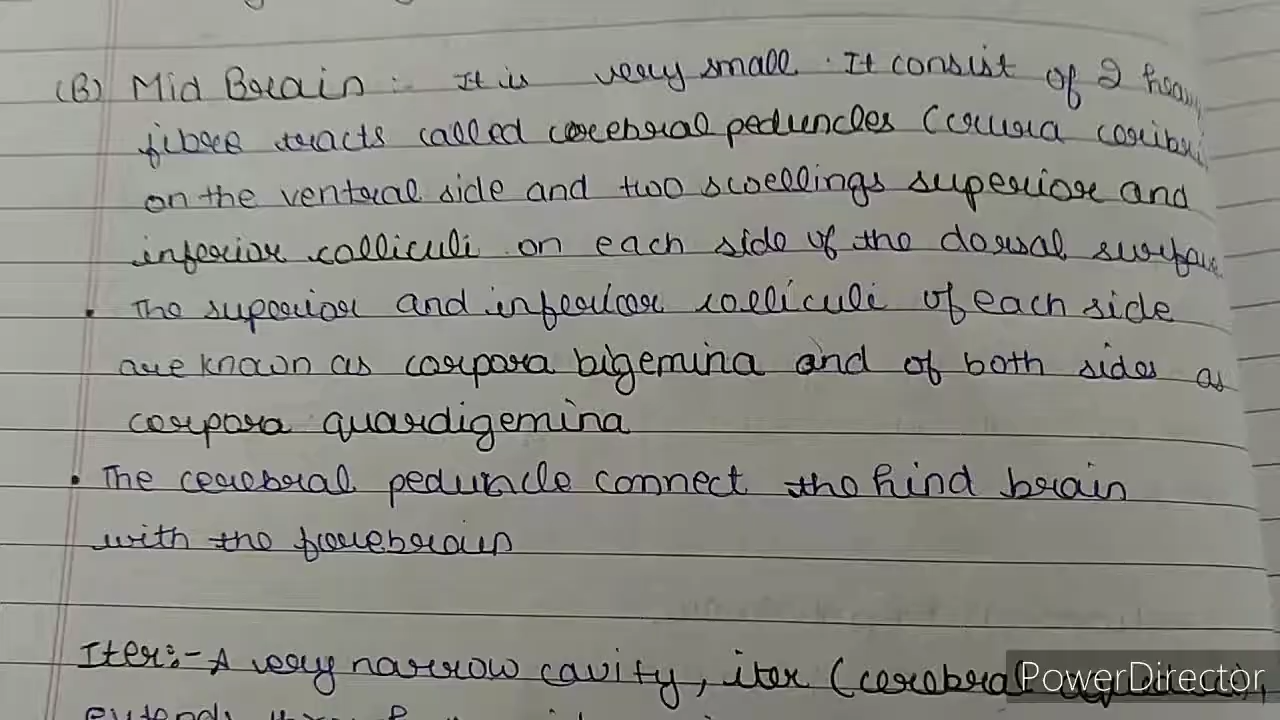 (B) Mid Brain :- It is very small. It consist of 2 heavy
fibre tracts called cerebral peduncles (crura
on the ventral side and two swellings superior and
inferior colliculi on each side of the dorsal surface
• The superior and inferior colliculi of each side
are known as corpora bigemina and of both sides as
corpora quardigemina
• The cerebral peduncle connect the hind brain
with the forebrain
Iter:- A very narrow cavity, iter (cerebral
PowerDirector